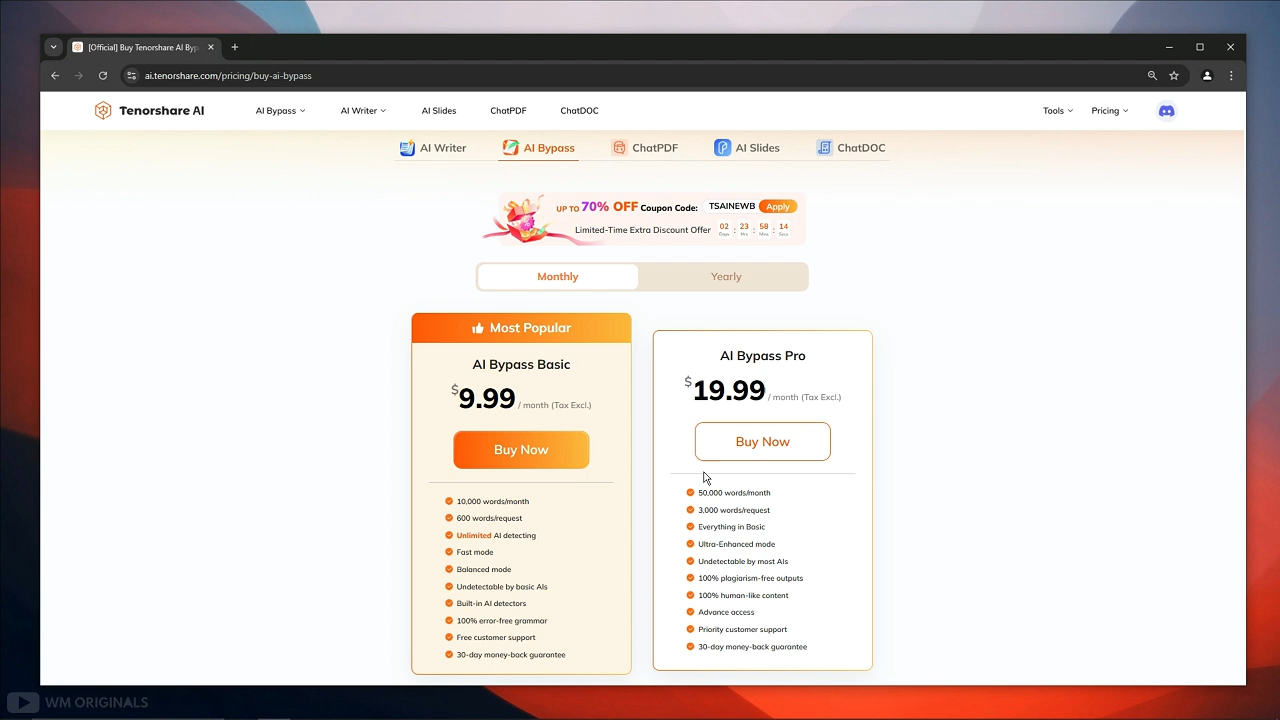 [Official] Buy Tenorshare AI Byp
ai.tenorshare.com/pricing/buy-ai-bypass
Tenorshare AI
AI Bypass
AI Writer
AI Slides
ChatPDF
ChatDOC
Tools
Pricing
AI Writer
AI Bypass
ChatPDF
AI Slides
ChatDOC
UP TO 70% OFF Coupon Code: TSAINEWB Apply
Limited-Time Extra Discount Offer 02 : 23 : 58 : 14
Days Hrs Mins Secs
Monthly
Yearly
Most Popular
AI Bypass Basic
$9.99 / month (Tax Excl.)
Buy Now
10,000 words/month
600 words/request
Unlimited AI detecting
Fast mode
Balanced mode
Undetectable by basic AIs
Built-in AI detectors
100% error-free grammar
Free customer support
30-day money-back guarantee
AI Bypass Pro
$19.99 / month (Tax Excl.)
Buy Now
50,000 words/month
3,000 words/request
Everything in Basic
Ultra-Enhanced mode
Undetectable by most AIs
100% plagiarism-free outputs
100% human-like content
Advance access
Priority customer support
30-day money-back guarantee
WM ORIGINALS